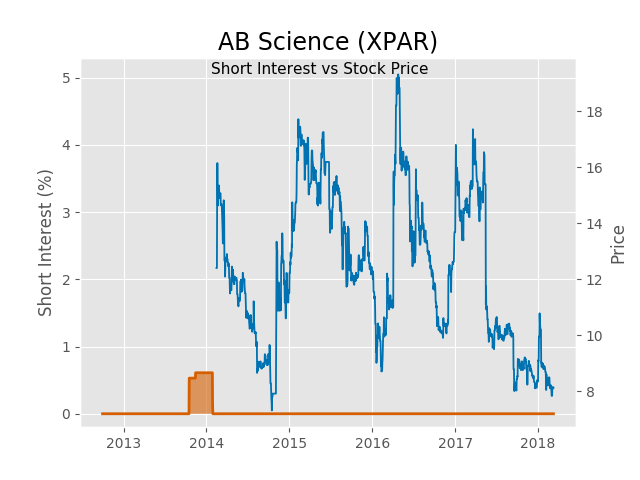 AB Science (XPAR)
Short Interest vs Stock Price
Short Interest (%)
5
4
3
2
1
0
18
16
14
12
10
8
Price
2013 2014 2015 2016 2017 2018